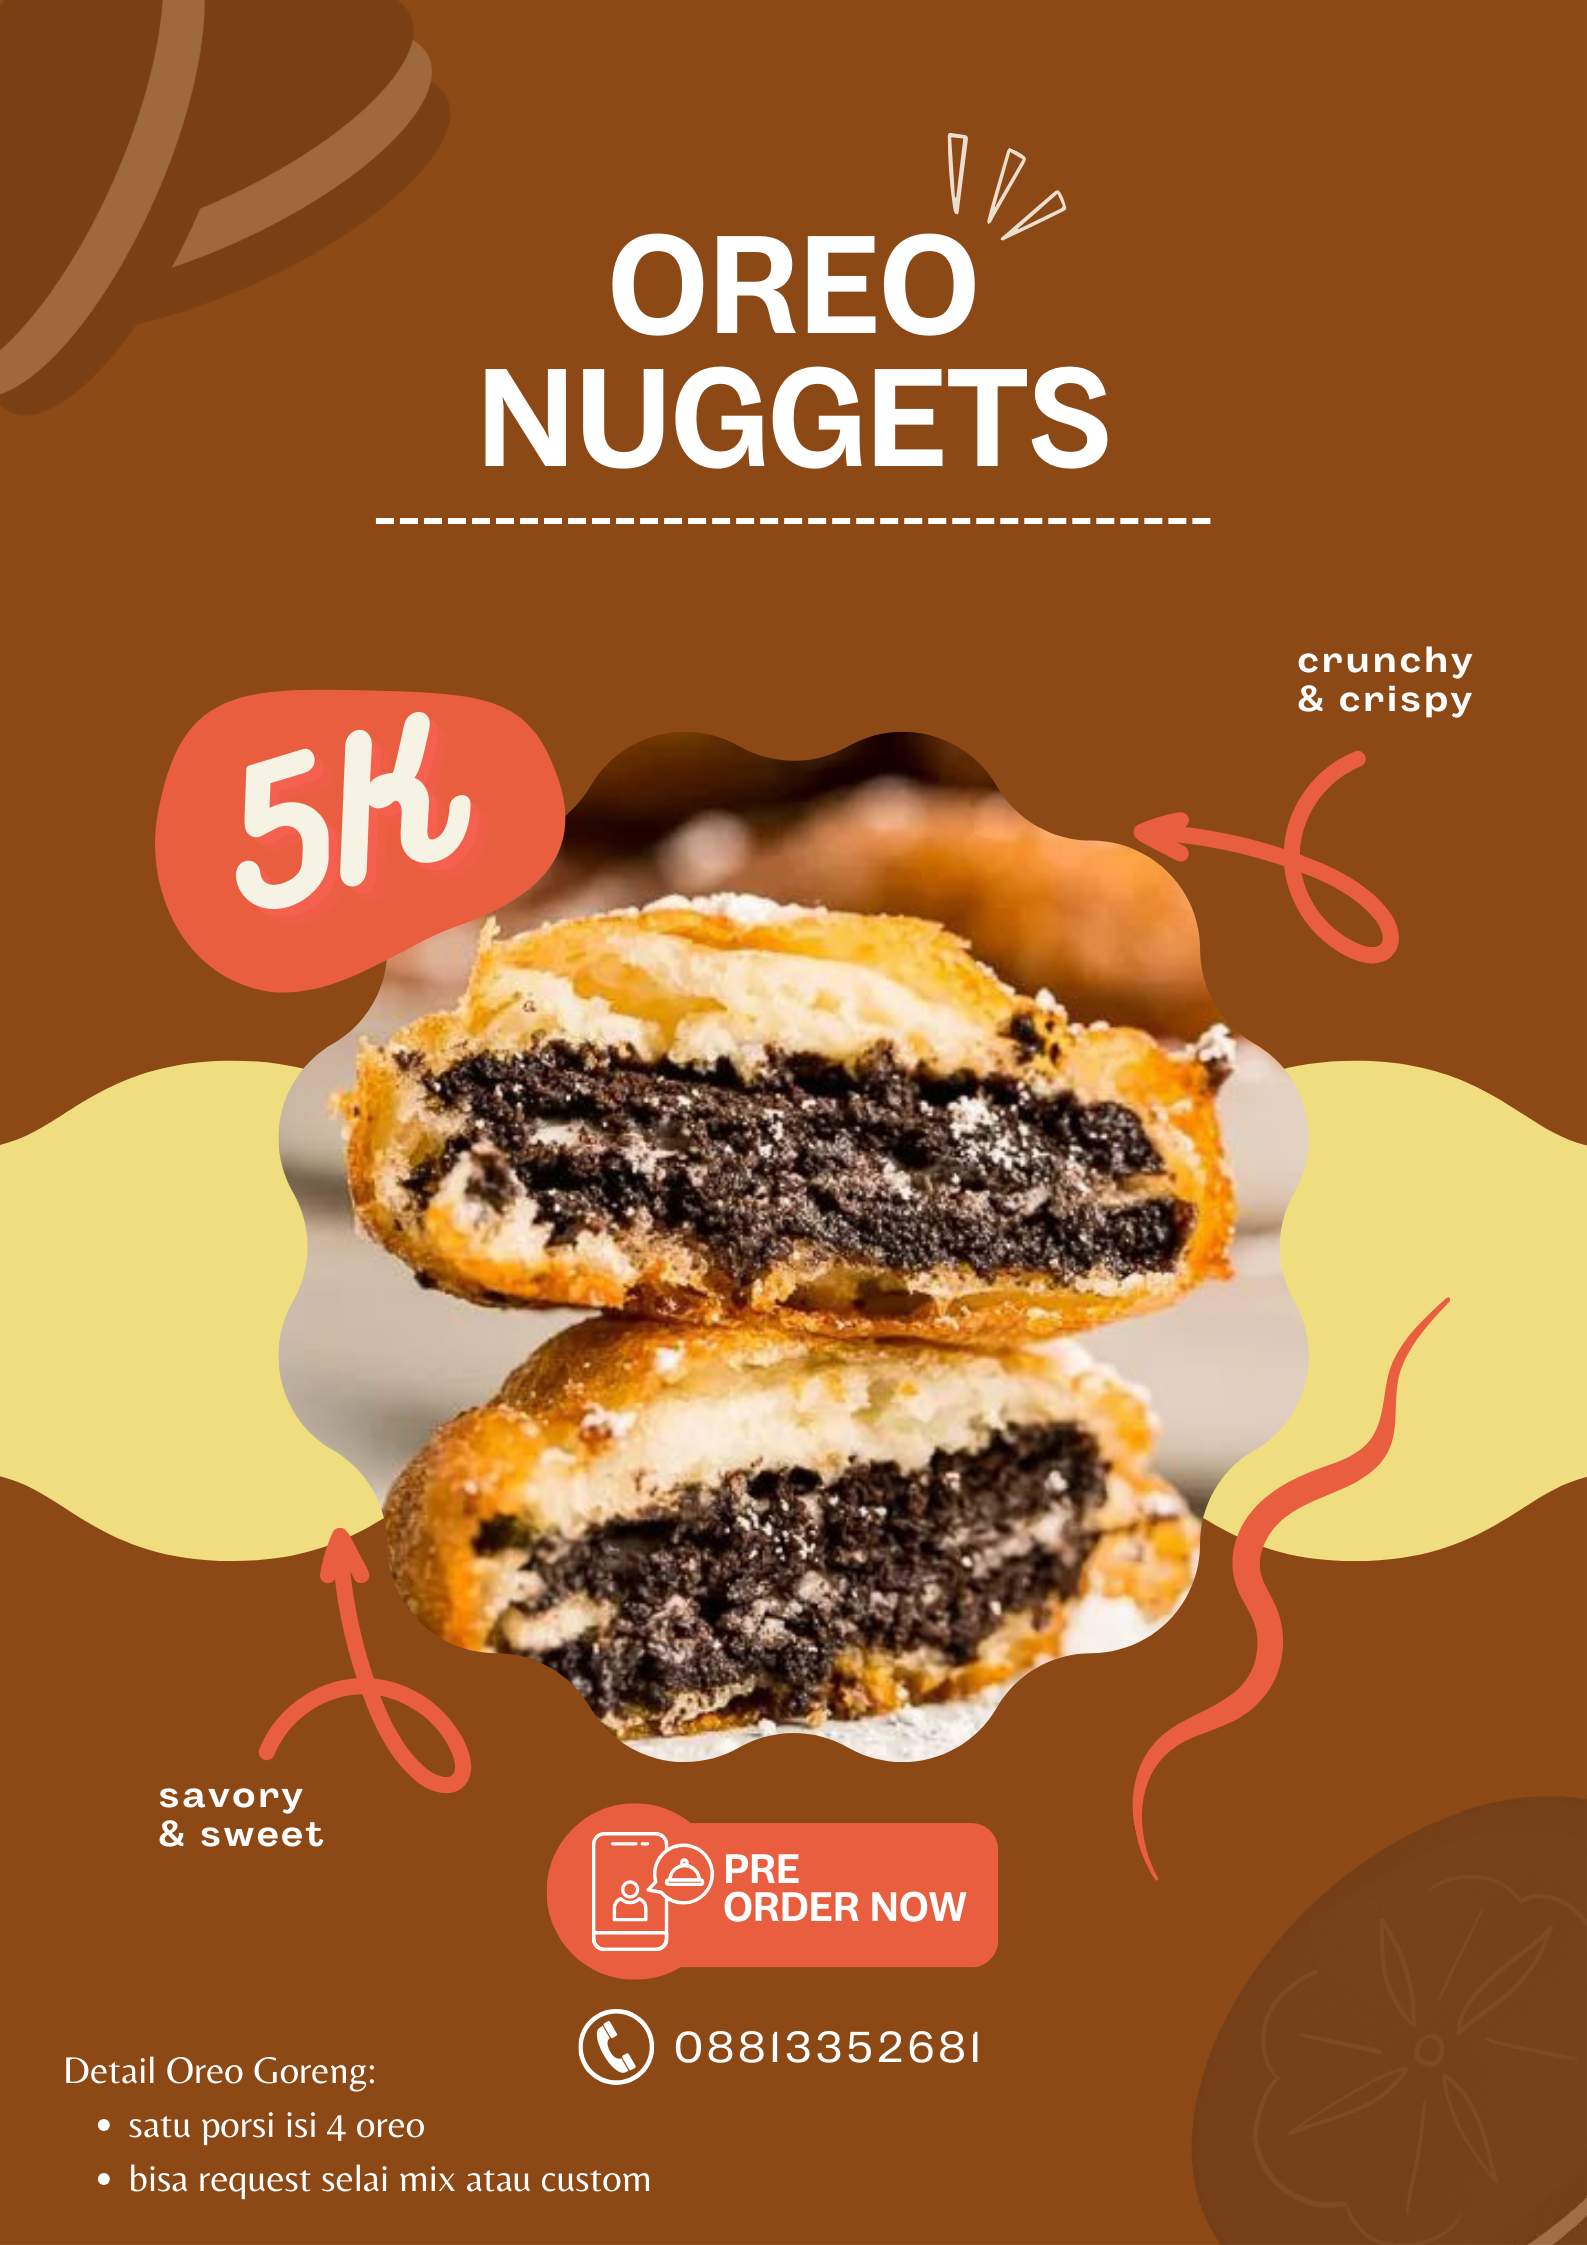 OREO
NUGGETS
5K
crunchy
& crispy
savory
& sweet
PRE
ORDER NOW
08813352681
Detail Oreo Goreng:
• satu porsi isi 4 oreo
• bisa request selai mix atau custom